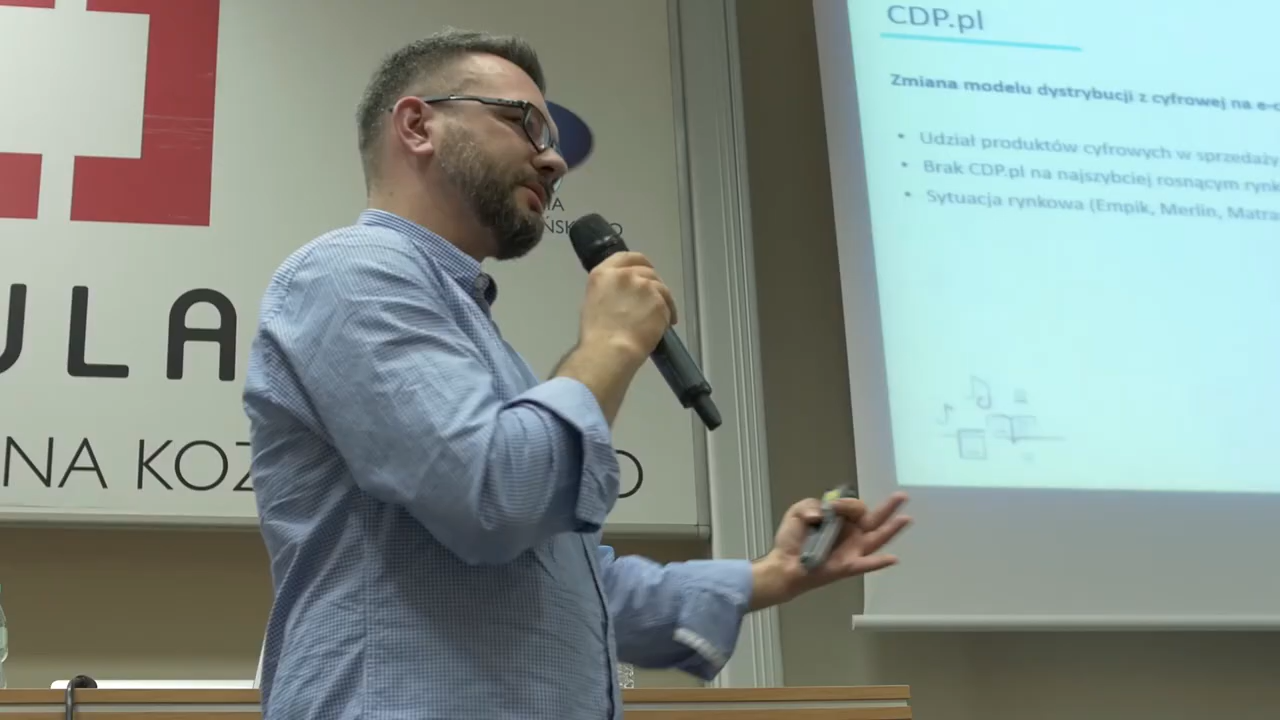 CDP.pl
Zmiana modelu dystrybucji z cyfrowej na e-c
• Udział produktów cyfrowych w sprzedaży
• Brak CDP.pl na najszybciej rosnącym rynk
• Sytuacja rynkowa (Empik, Merlin, Matra
ULA
NA KOZ
O